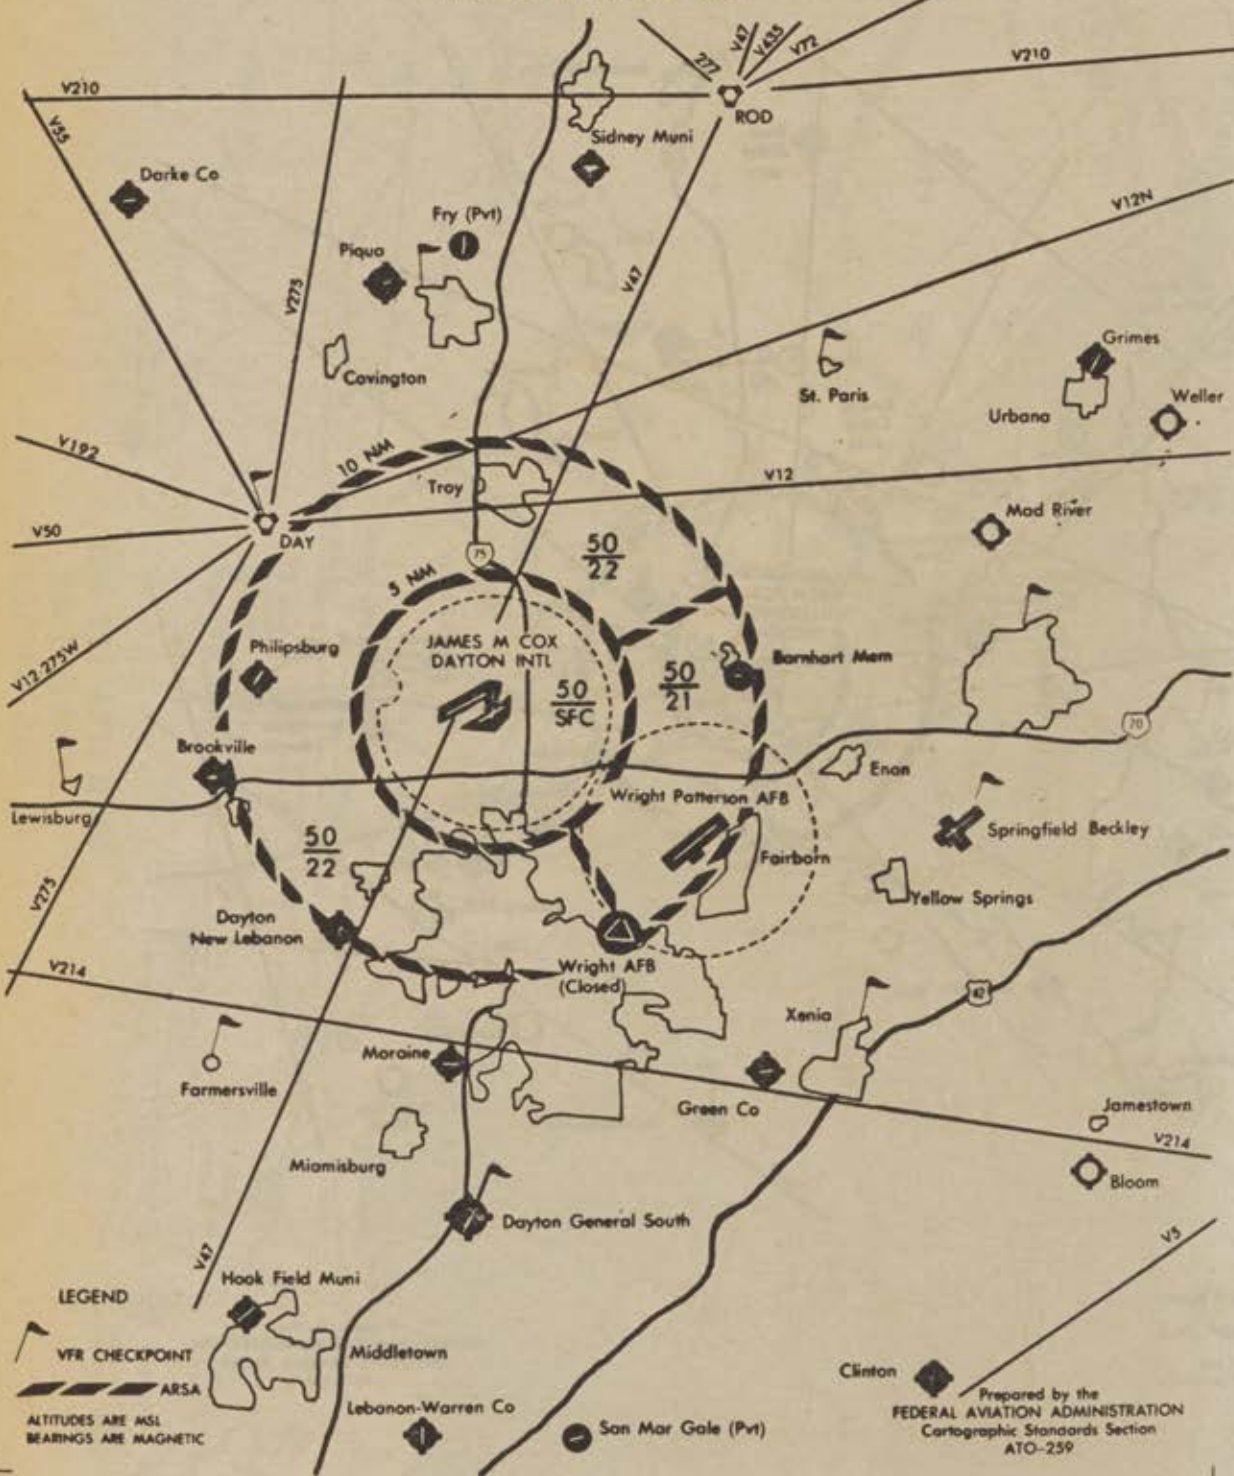 V47
V435
V72
277
V210
V210
ROD
V55
Sidney Muni
Darke Co
V12N
Fry (Pvt)
Piqua
V47
V275
Grimes
Covington
St. Paris
Weller
Urbana
V192
10 NM
V12
Troy
Mad River
V50
DAY
75
50
22
5 NM
JAMES M COX
DAYTON INTL
Philipsburg
Barnhart Mem
50
21
50
SFC
V12-275W
70
Brookville
Enon
Wright Patterson AFB
Lewisburg
Springfield Beckley
50
22
Fairborn
V275
Yellow Springs
Dayton
New Lebanon
V214
Wright AFB
(Closed)
42
Xenia
Moraine
Farmersville
Green Co
Jamestown
V214
Miamisburg
Bloom
Dayton General South
V5
V47
Hook Field Muni
LEGEND
VFR CHECKPOINT
Middletown
ARSA
Clinton
Lebanon-Warren Co
ALTITUDES ARE MSL
BEARINGS ARE MAGNETIC
San Mar Gale (Pvt)
Prepared by the
FEDERAL AVIATION ADMINISTRATION
Cartographic Standards Section
ATO-259